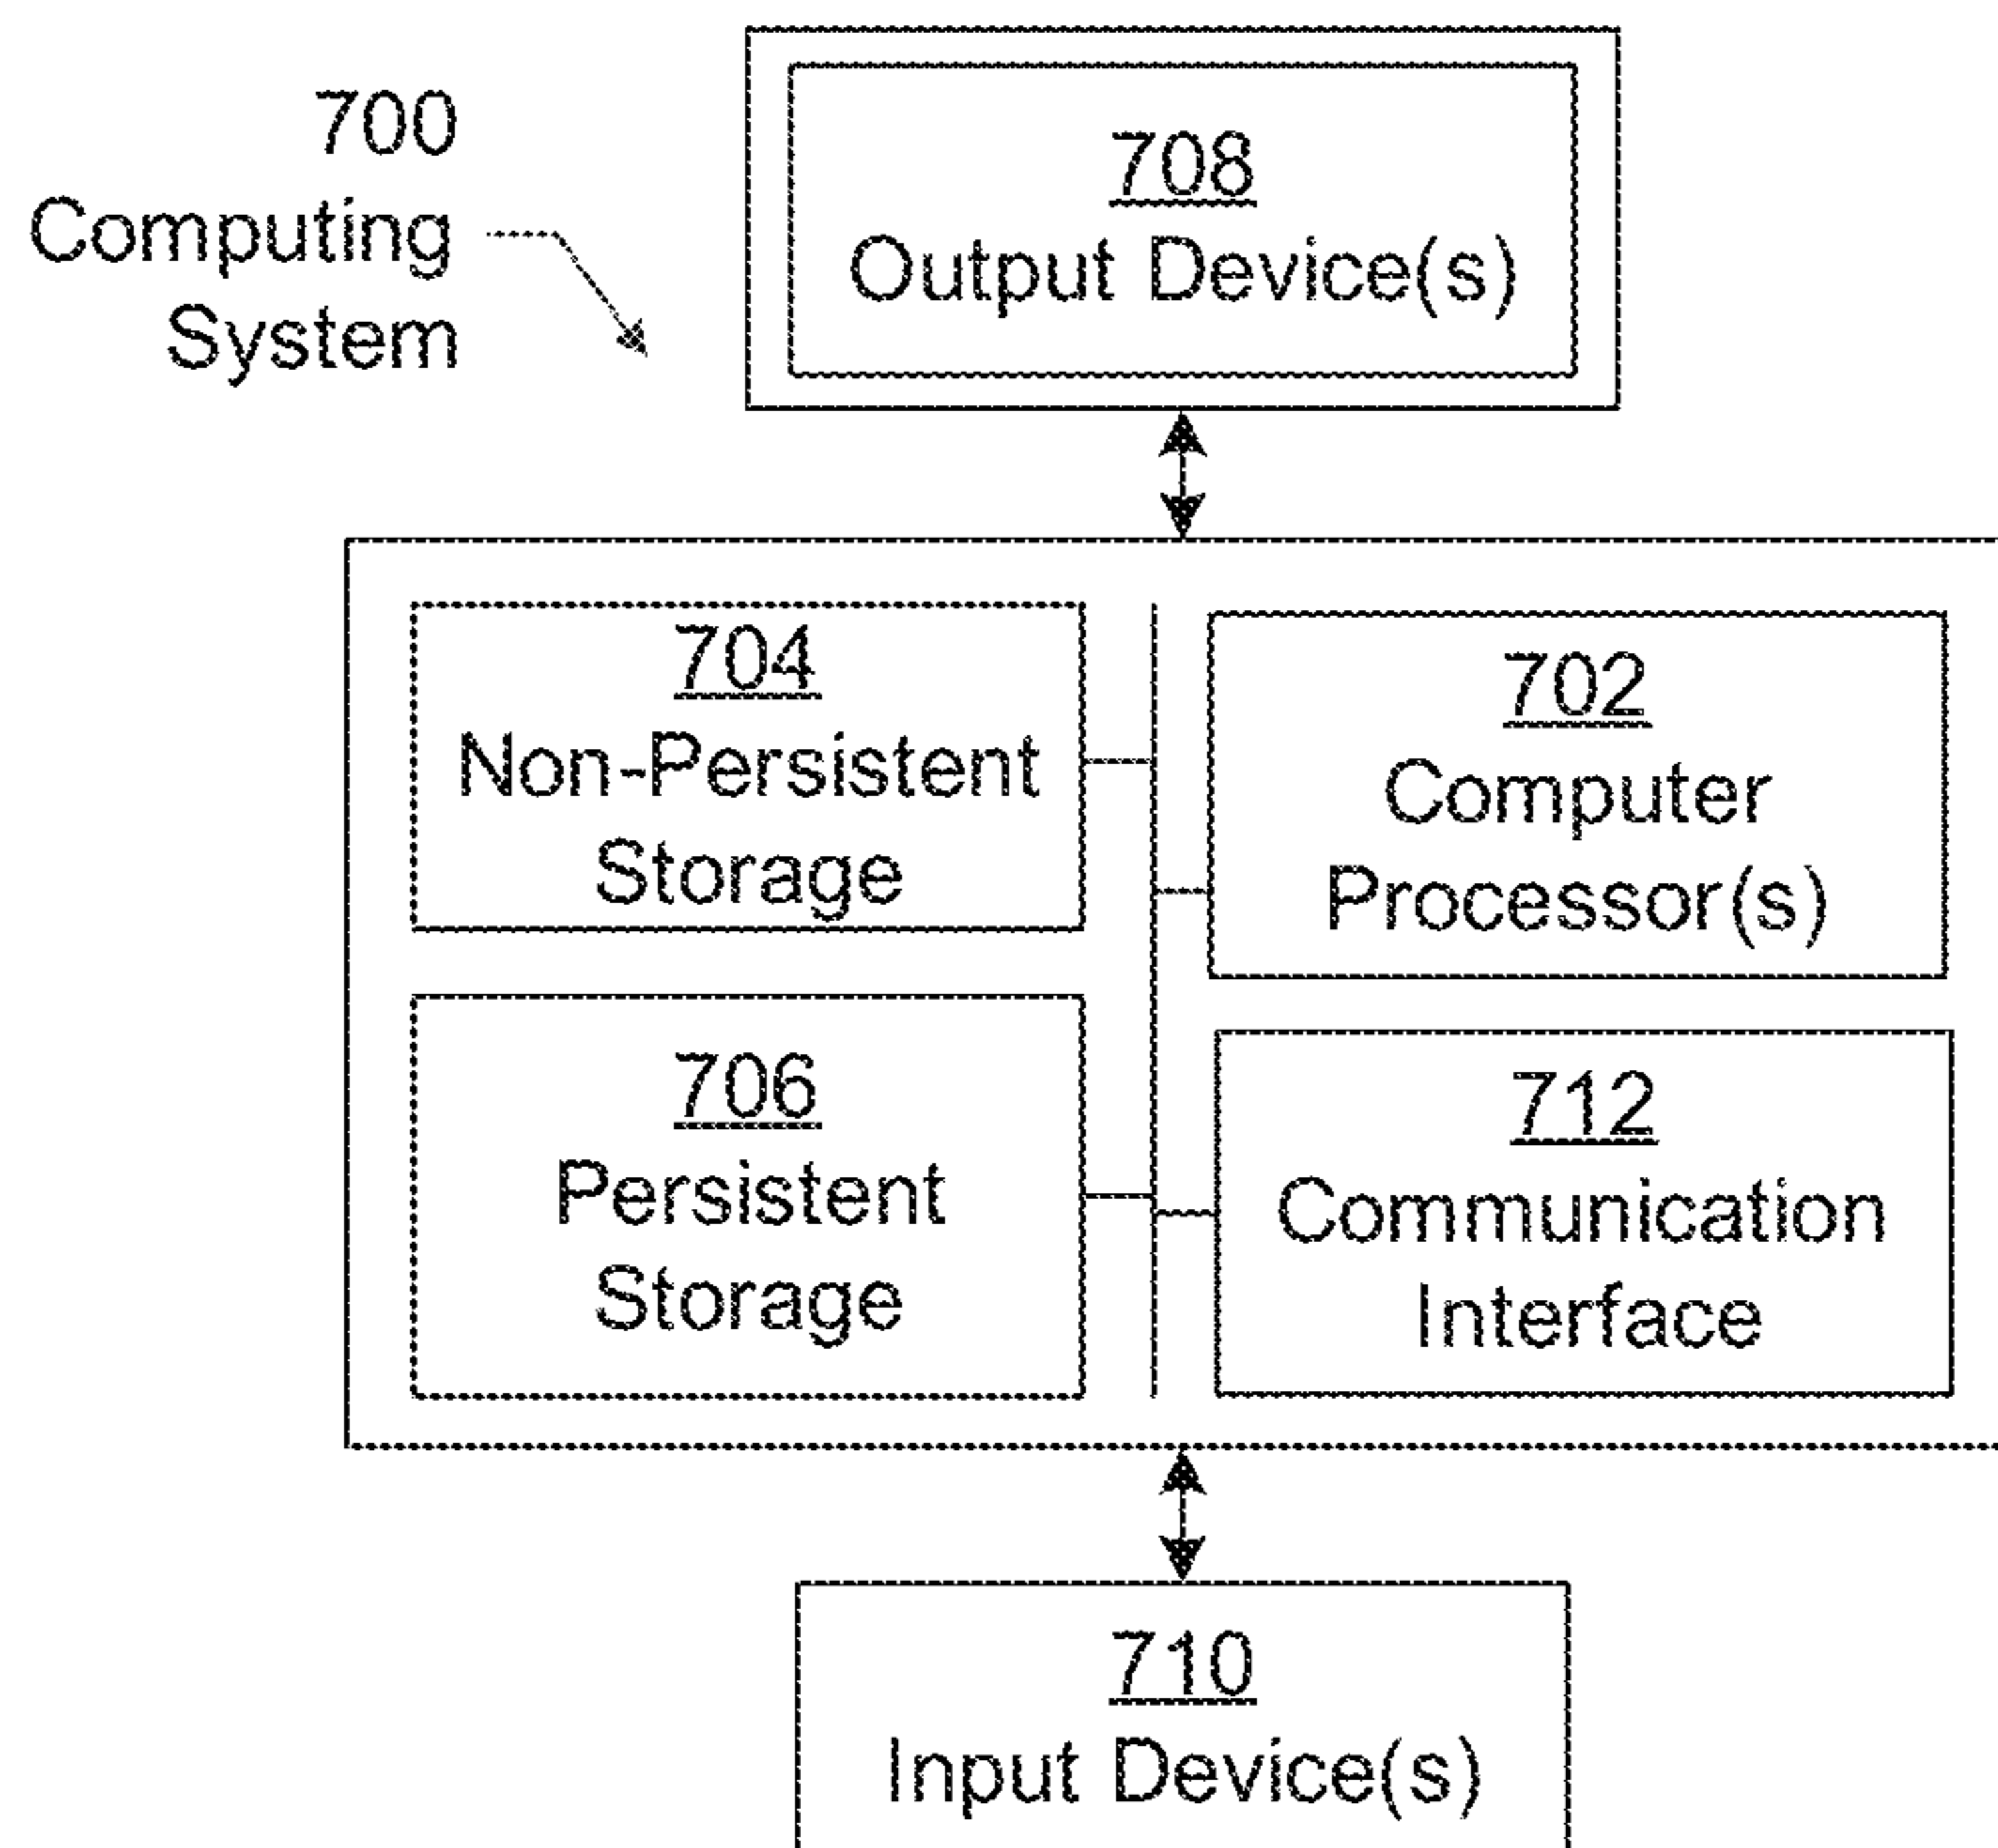 700
Computing
System
708
Output Device(s)
704
Non-Persistent
Storage
702
Computer
Processor(s)
706
Persistent
Storage
712
Communication
Interface
710
Input Device(s)